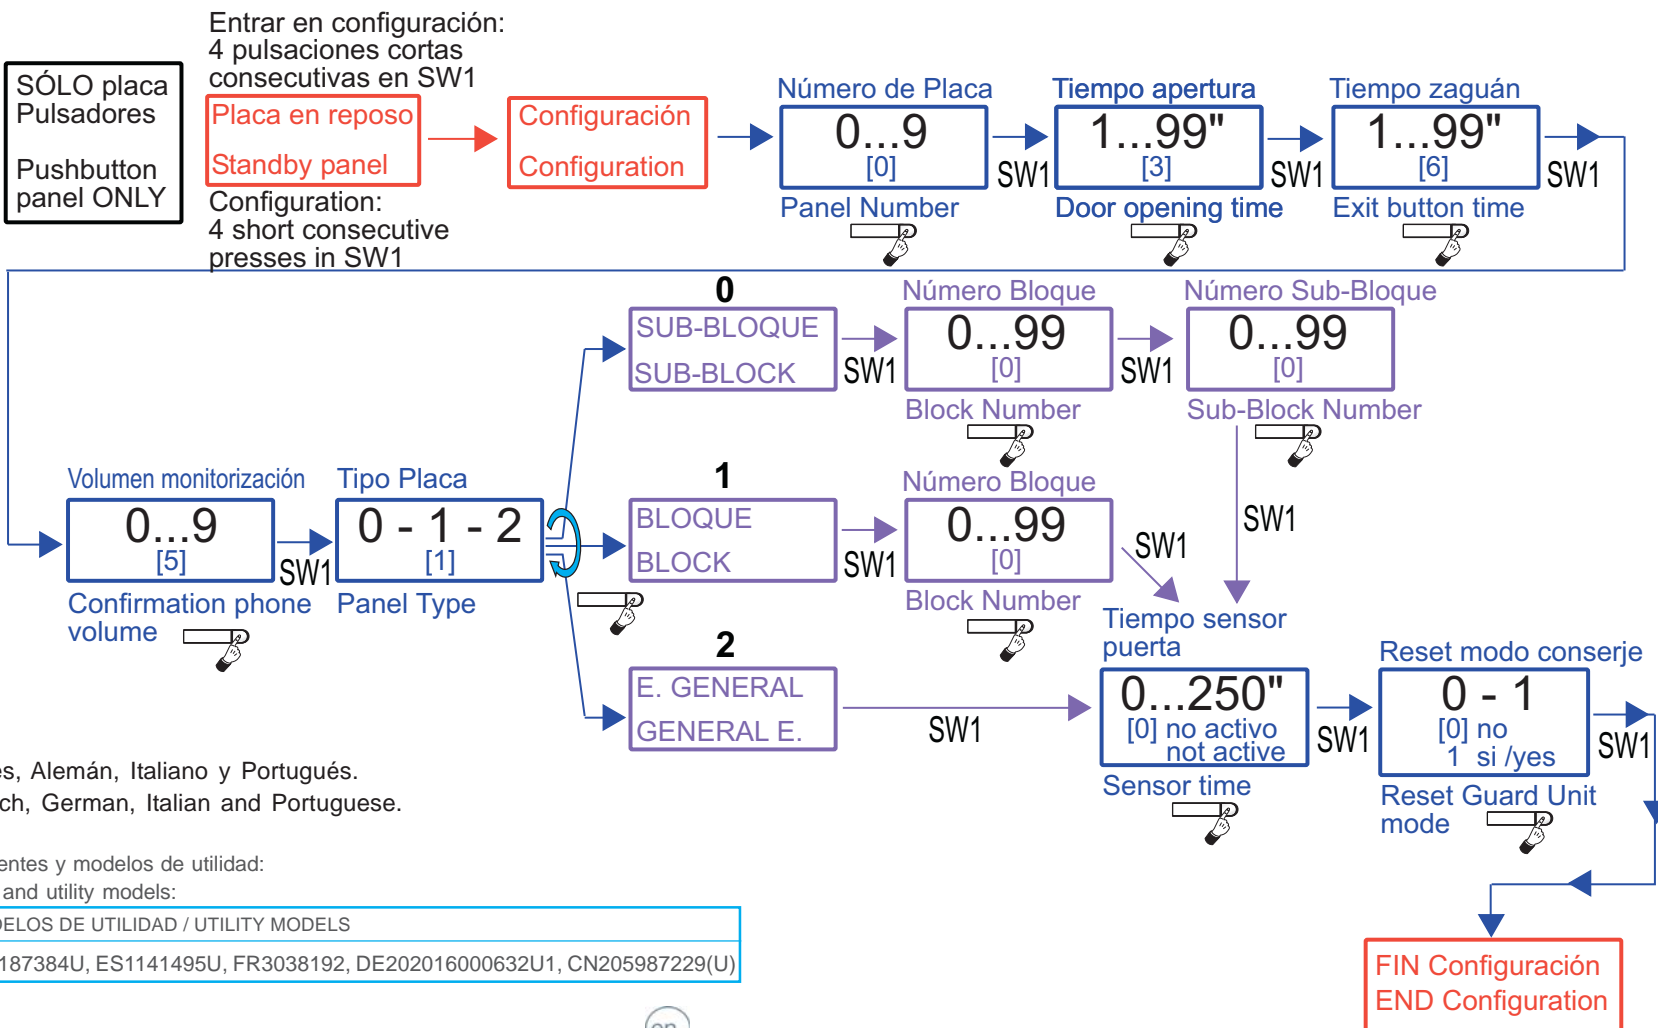 SÓLO placa
Pulsadores
Pushbutton
panel ONLY
Entrar en configuración:
4 pulsaciones cortas
consecutivas en SW1
Placa en reposo
Standby panel
Configuration:
4 short consecutive
presses in SW1
Configuración
Configuration
Número de Placa
0...9
[0]
Panel Number
SW1
Tiempo apertura
1...99"
[3]
Door opening time
SW1
Tiempo zaguán
1...99"
[6]
Exit button time
SW1
Volumen monitorización
0...9
[5]
Confirmation phone
volume
SW1
Tipo Placa
0 - 1 - 2
[1]
Panel Type
0
SUB-BLOQUE
SUB-BLOCK
SW1
Número Bloque
0...99
[0]
Block Number
SW1
Número Sub-Bloque
0...99
[0]
Sub-Block Number
SW1
1
BLOQUE
BLOCK
SW1
Número Bloque
0...99
[0]
Block Number
SW1
2
E. GENERAL
GENERAL E.
SW1
Tiempo sensor
puerta
0...250"
[0] no activo
not active
Sensor time
SW1
Reset modo conserje
0 - 1
[0] no
1 si /yes
Reset Guard Unit
mode
SW1
FIN Configuración
END Configuration
es, Alemán, Italiano y Portugués.
ch, German, Italian and Portuguese.
entes y modelos de utilidad:
and utility models:
DELOS DE UTILIDAD / UTILITY MODELS
187384U, ES1141495U, FR3038192, DE202016000632U1, CN205987229(U)